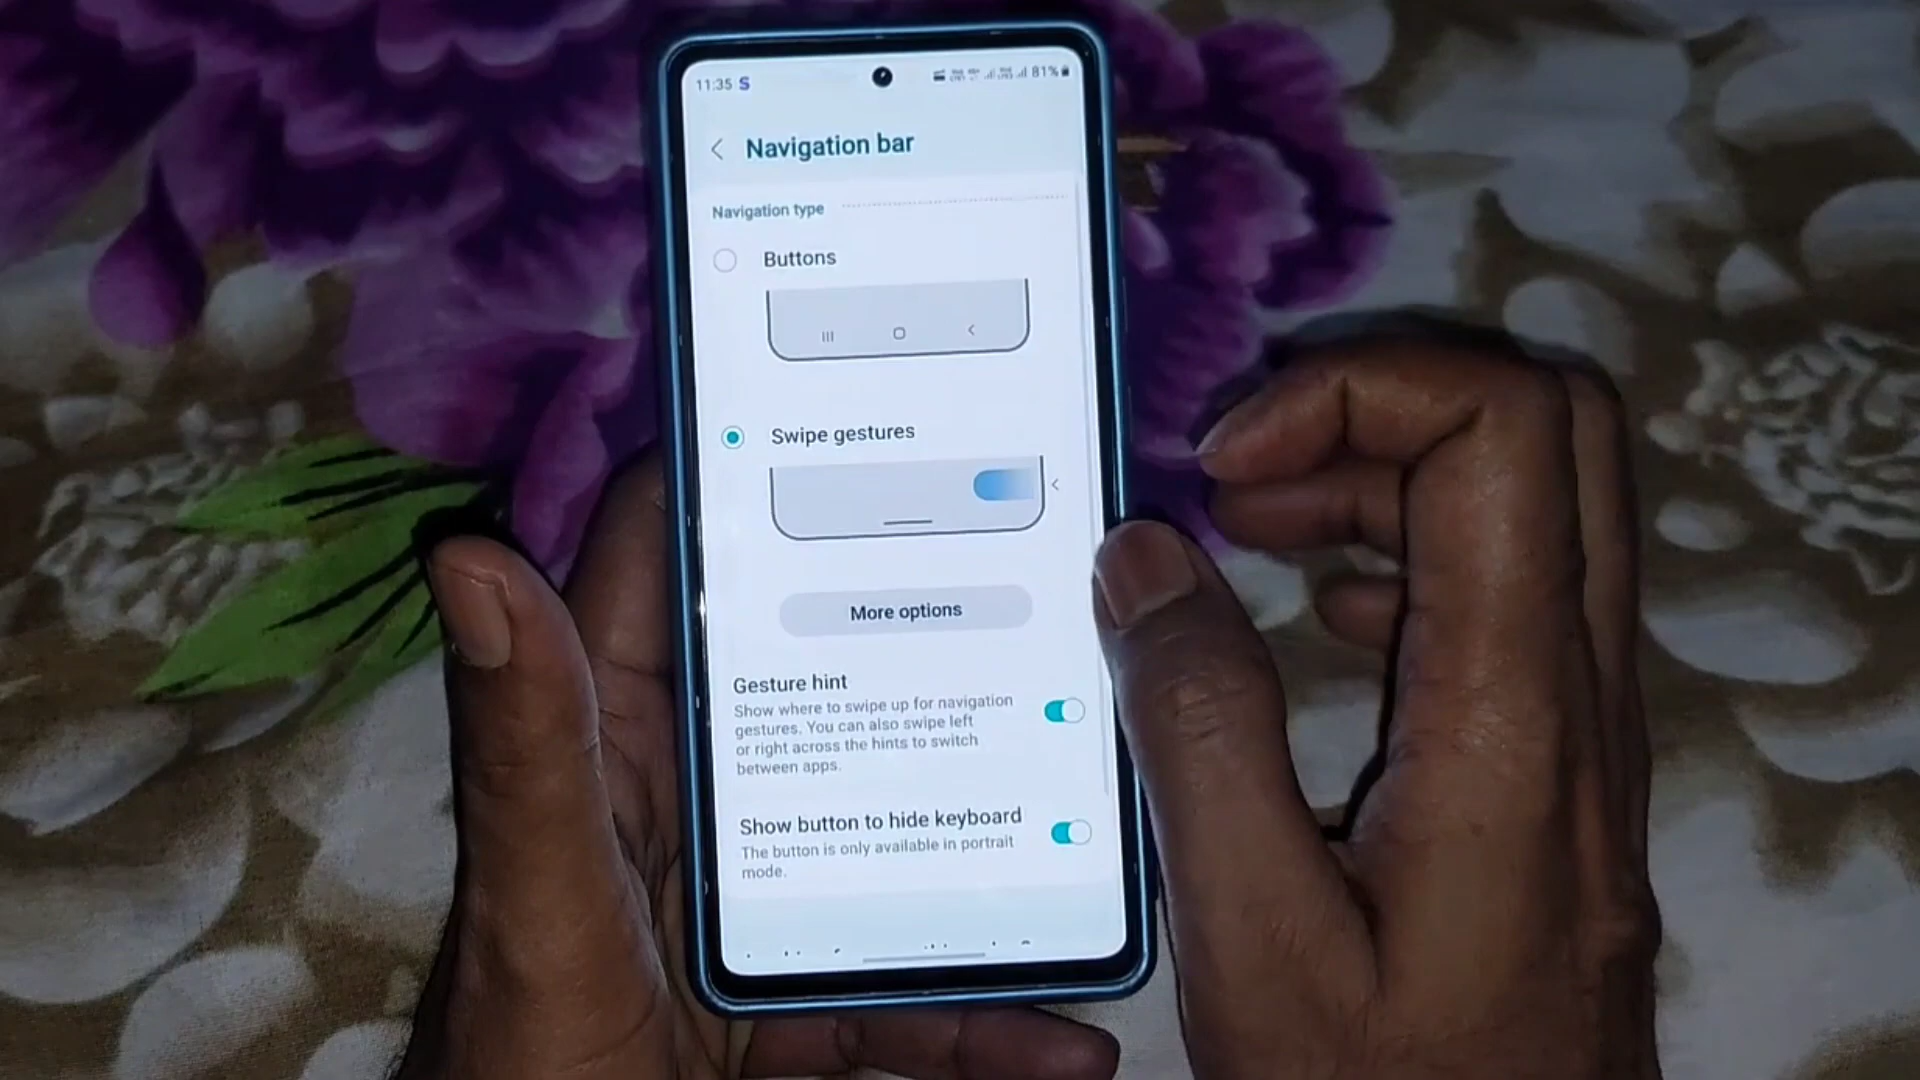 11:35 S
81%
Navigation bar
Navigation type
Buttons
Swipe gestures
More options
Gesture hint
Show where to swipe up for navigation
gestures. You can also swipe left
or right across the hints to switch
between apps.
Show button to hide keyboard
The button is only available in portrait
mode.